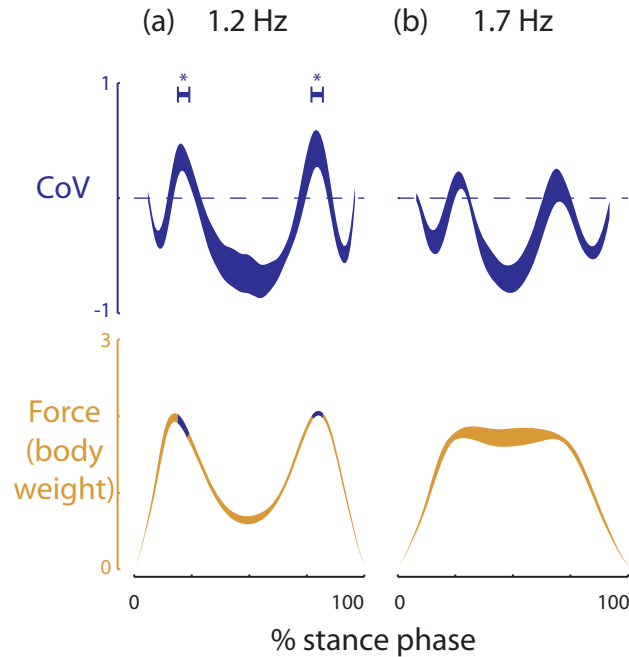 (a) 1.2 Hz (b) 1.7 Hz
* *
1
CoV
-1
3
Force
(body
weight)
0
0 100 0 100
% stance phase